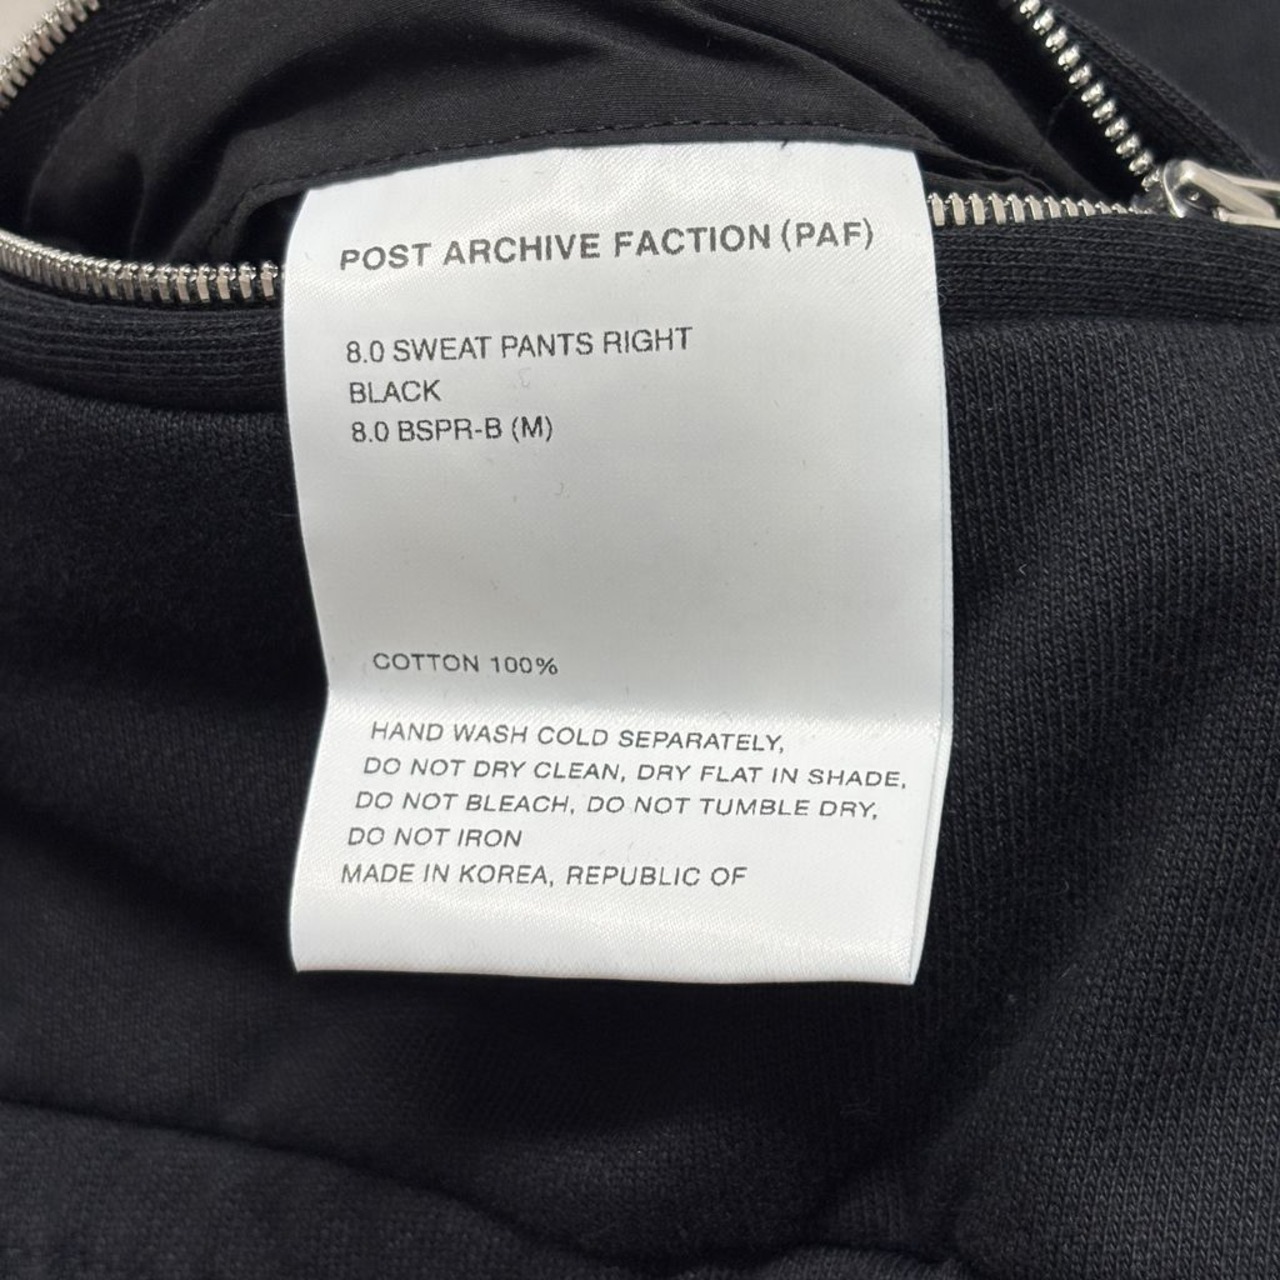 POST ARCHIVE FACTION (PAF)
8.0 SWEAT PANTS RIGHT
BLACK
8.0 BSPR-B (M)
COTTON 100%
HAND WASH COLD SEPARATELY,
DO NOT DRY CLEAN, DRY FLAT IN SHADE,
DO NOT BLEACH, DO NOT TUMBLE DRY,
DO NOT IRON
MADE IN KOREA, REPUBLIC OF